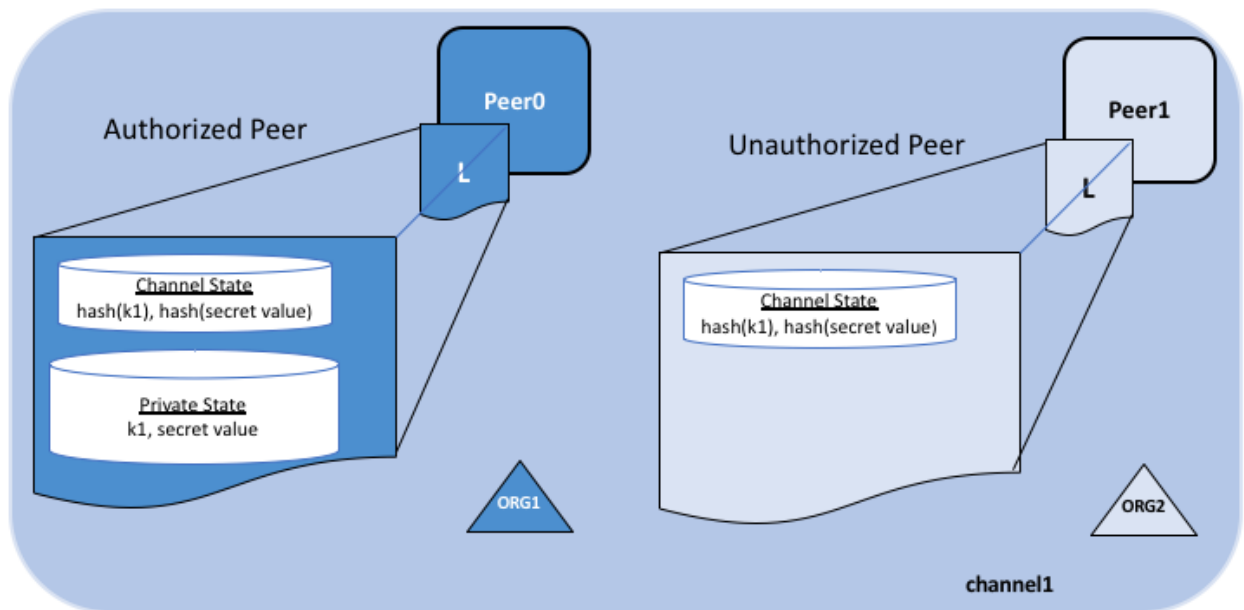 Authorized Peer
Peer0
L
Channel State
hash(k1), hash(secret value)
Private State
k1, secret value
ORG1
Unauthorized Peer
Peer1
L
Channel State
hash(k1), hash(secret value)
ORG2
channel1